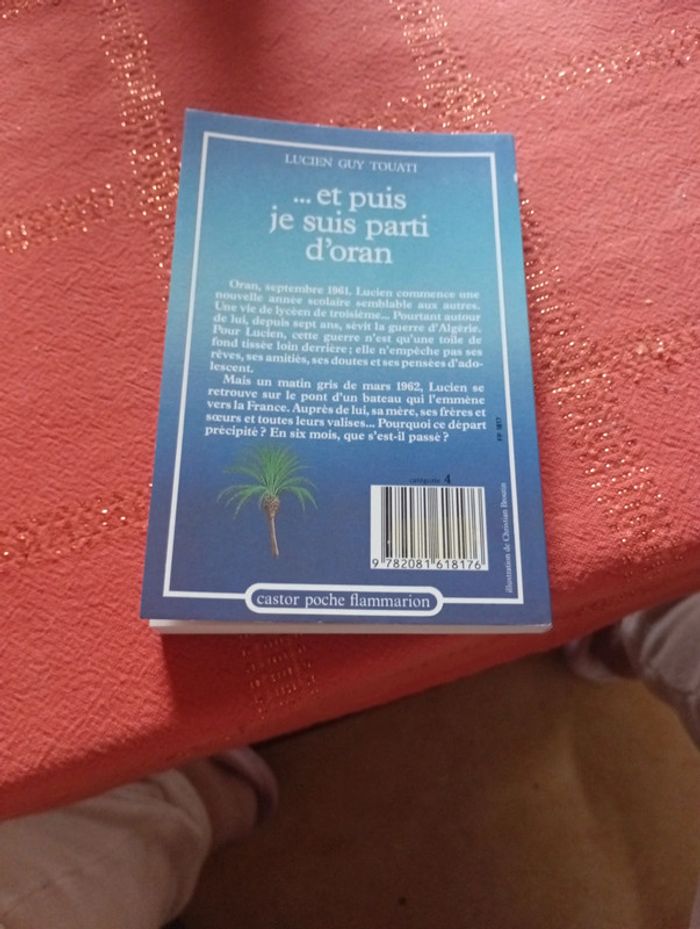 LUCIEN GUY TOUATI
... et puis
je suis parti
d'oran
Oran, septembre 1961. Lucien commence une
nouvelle année scolaire semblable aux autres.
Une vie de lycéen de troisième... Pourtant autour
de lui, depuis sept ans, sévit la guerre d'Algérie.
Pour Lucien, cette guerre n'est qu'une toile de
fond tissée loin derrière ; elle n'empêche pas ses
rêves, ses amitiés, ses doutes et ses pensées d'ado-
lescent.
Mais un matin gris de mars 1962, Lucien se
retrouve sur le pont d'un bateau qui l'emmène
vers la France. Auprès de lui, sa mère, ses frères et
sœurs et toutes leurs valises... Pourquoi ce départ
précipité ? En six mois, que s'est-il passé ?
catégorie 4
9 782081 618176
castor poche flammarion
illustration de Christian Broutin